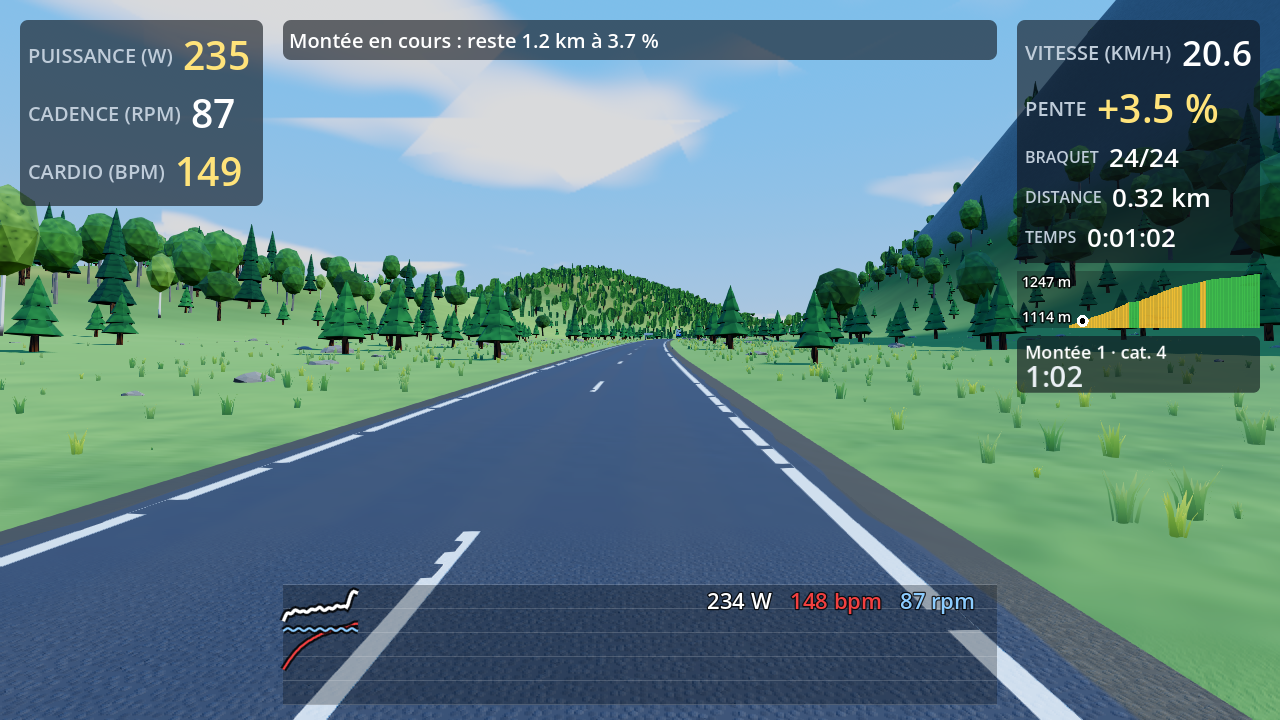 PUISSANCE (W) 235
CADENCE (RPM) 87
CARDIO (BPM) 149
Montée en cours : reste 1.2 km à 3.7 %
VITESSE (KM/H) 20.6
PENTE +3.5 %
BRAQUET 24/24
DISTANCE 0.32 km
TEMPS 0:01:02
1247 m
1114 m
Montée 1 · cat. 4
1:02
234 W 148 bpm 87 rpm